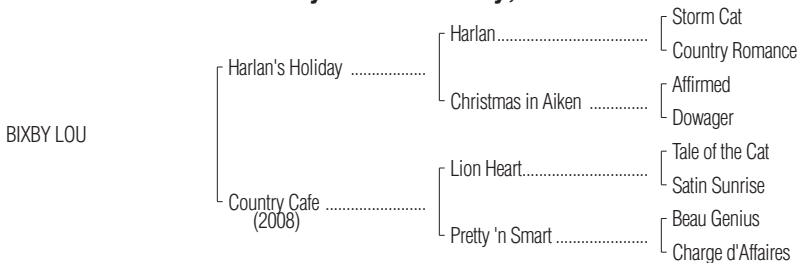 Harlan.......................................
Storm Cat
Country Romance
Harlan's Holiday ..................
Christmas in Aiken ..............
Affirmed
Dowager
BIXBY LOU
Lion Heart..............................
Tale of the Cat
Satin Sunrise
Country Cafe ........................
(2008)
Pretty 'n Smart ......................
Beau Genius
Charge d'Affaires